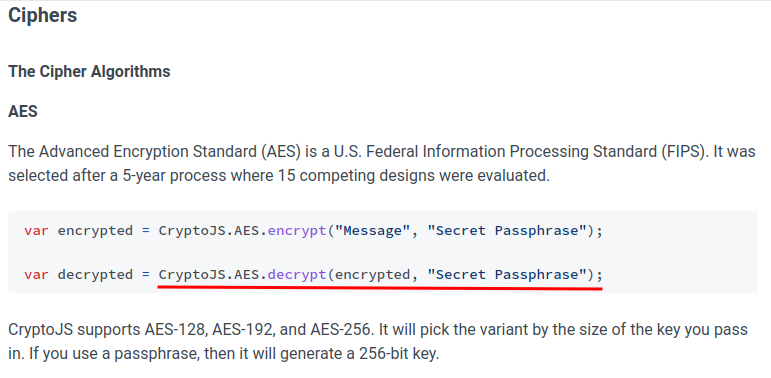 Ciphers
The Cipher Algorithms
AES
The Advanced Encryption Standard (AES) is a U.S. Federal Information Processing Standard (FIPS). It was
selected after a 5-year process where 15 competing designs were evaluated.
var encrypted = CryptoJS.AES.encrypt("Message", "Secret Passphrase");
var decrypted = CryptoJS.AES.decrypt(encrypted, "Secret Passphrase");
CryptoJS supports AES-128, AES-192, and AES-256. It will pick the variant by the size of the key you pass
in. If you use a passphrase, then it will generate a 256-bit key.